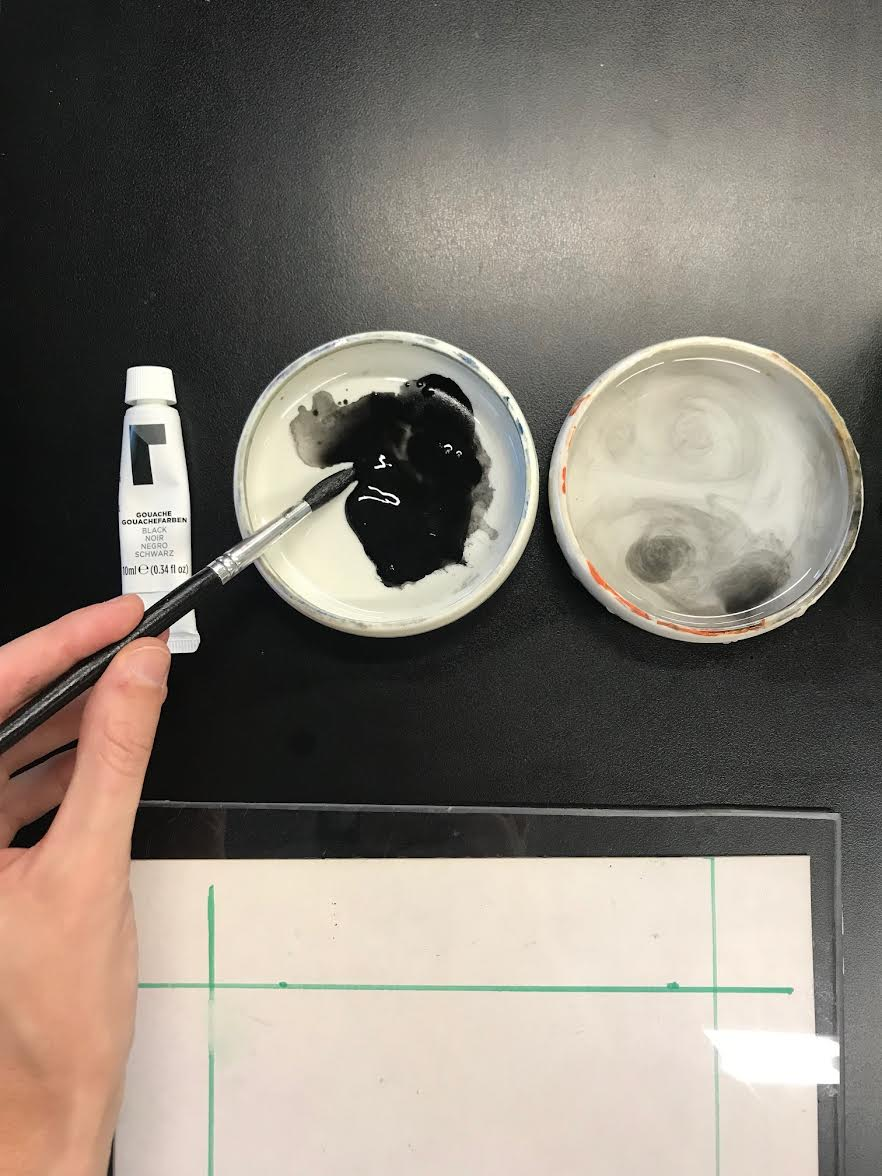 GOUACHE
GOUACHEFARBEN
BLACK
NOIR
NEGRO
SCHWARZ
10ml ℮ (0.34 fl oz)